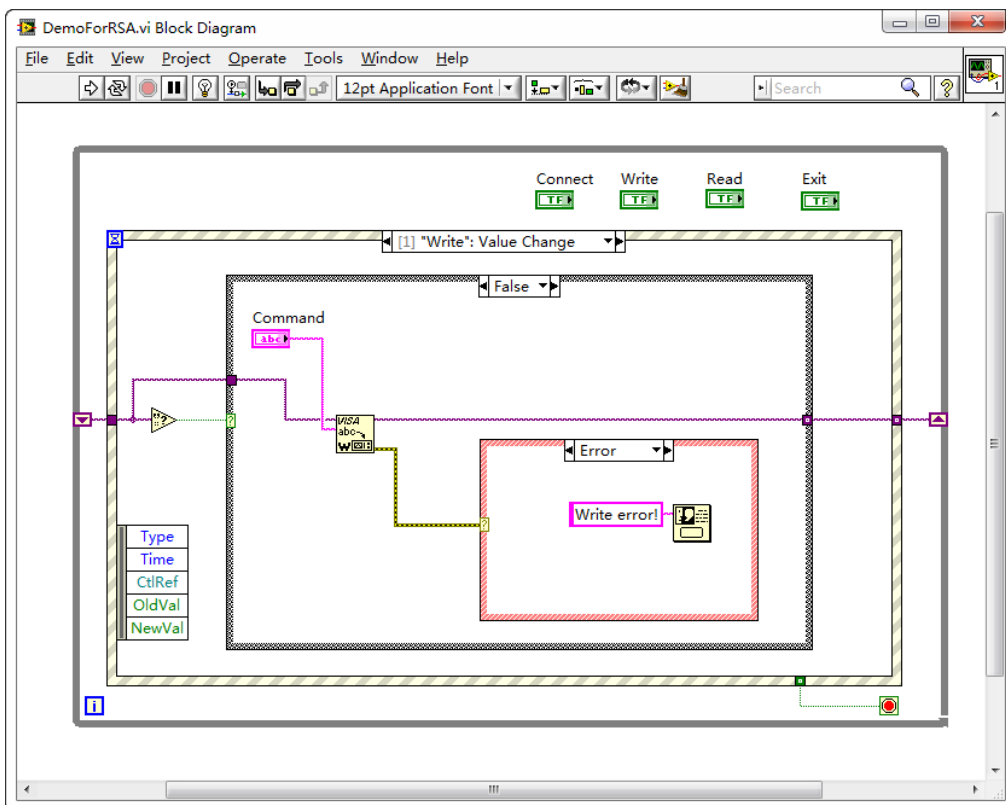 DemoForRSA.vi Block Diagram
File Edit View Project Operate Tools Window Help
12pt Application Font
Search
?
1
Connect Write Read Exit
TF TF TF TF
[1] "Write": Value Change
False
Command
abc
?
?
VISA
abc
W
Error
?
Write error!
Type
Time
CtlRef
OldVal
NewVal
i